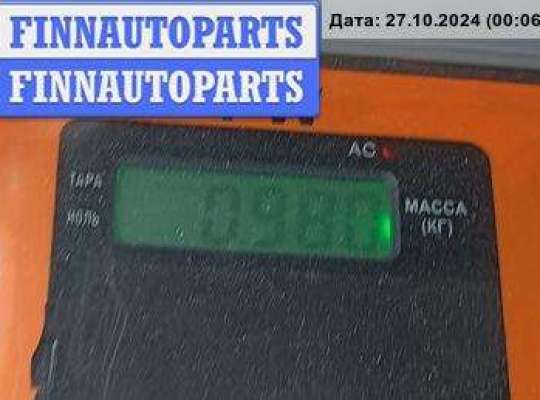 FINNAUTOPARTS
FINNAUTOPARTS
Дата: 27.10.2024 (00:06
AC
ТАРА
НОЛЬ
МАССА
(КГ)